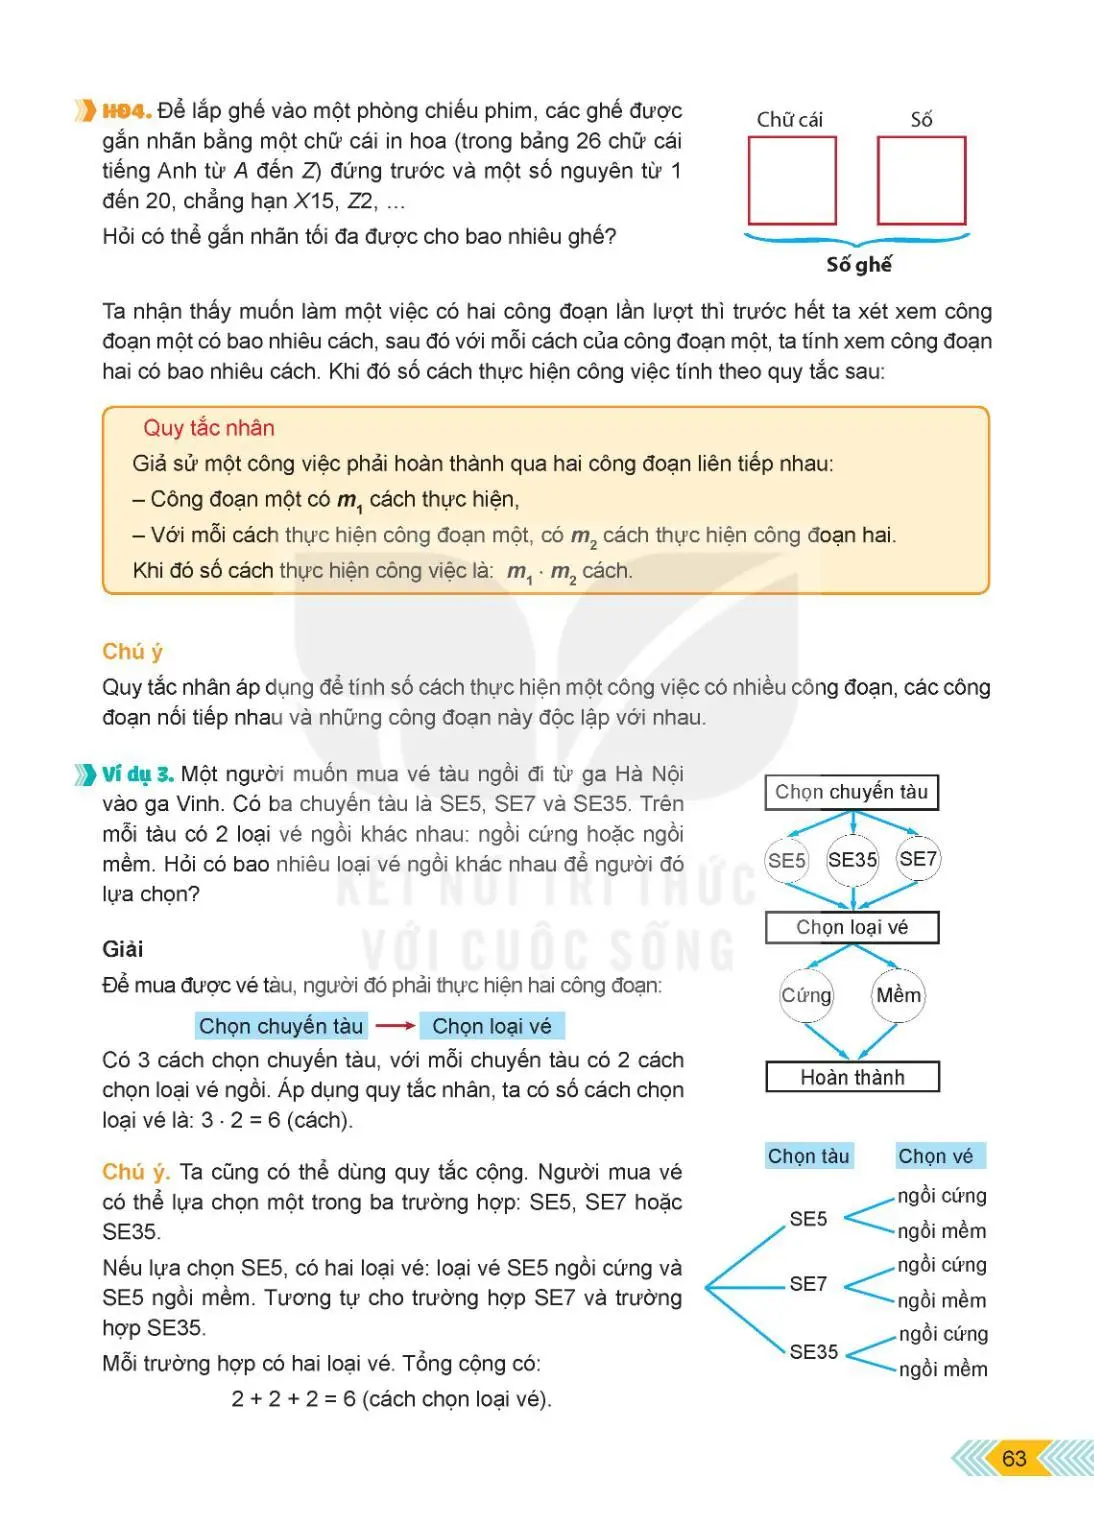 HĐ4. Để lắp ghế vào một phòng chiếu phim, các ghế được
gắn nhãn bằng một chữ cái in hoa (trong bảng 26 chữ cái
tiếng Anh từ A đến Z) đứng trước và một số nguyên từ 1
đến 20, chẳng hạn X15, Z2, ...
Hỏi có thể gắn nhãn tối đa được cho bao nhiêu ghế?
Chữ cái Số
Số ghế
Ta nhận thấy muốn làm một việc có hai công đoạn lần lượt thì trước hết ta xét xem công
đoạn một có bao nhiêu cách, sau đó với mỗi cách của công đoạn một, ta tính xem công đoạn
hai có bao nhiêu cách. Khi đó số cách thực hiện công việc tính theo quy tắc sau:
Quy tắc nhân
Giả sử một công việc phải hoàn thành qua hai công đoạn liên tiếp nhau:
– Công đoạn một có m₁ cách thực hiện,
– Với mỗi cách thực hiện công đoạn một, có m₂ cách thực hiện công đoạn hai.
Khi đó số cách thực hiện công việc là: m₁ · m₂ cách.
Chú ý
Quy tắc nhân áp dụng để tính số cách thực hiện một công việc có nhiều công đoạn, các công
đoạn nối tiếp nhau và những công đoạn này độc lập với nhau.
Ví dụ 3. Một người muốn mua vé tàu ngồi đi từ ga Hà Nội
vào ga Vinh. Có ba chuyến tàu là SE5, SE7 và SE35. Trên
mỗi tàu có 2 loại vé ngồi khác nhau: ngồi cứng hoặc ngồi
mềm. Hỏi có bao nhiêu loại vé ngồi khác nhau để người đó
lựa chọn?
Chọn chuyến tàu
SE5 SE35 SE7
Chọn loại vé
Cứng Mềm
Hoàn thành
KẾT NỐI TRI THỨC
VỚI CUỘC SỐNG
Giải
Để mua được vé tàu, người đó phải thực hiện hai công đoạn:
Chọn chuyến tàu Chọn loại vé
Có 3 cách chọn chuyến tàu, với mỗi chuyến tàu có 2 cách
chọn loại vé ngồi. Áp dụng quy tắc nhân, ta có số cách chọn
loại vé là: 3 · 2 = 6 (cách).
Chú ý. Ta cũng có thể dùng quy tắc cộng. Người mua vé
có thể lựa chọn một trong ba trường hợp: SE5, SE7 hoặc
SE35.
Nếu lựa chọn SE5, có hai loại vé: loại vé SE5 ngồi cứng và
SE5 ngồi mềm. Tương tự cho trường hợp SE7 và trường
hợp SE35.
Mỗi trường hợp có hai loại vé. Tổng cộng có:
2 + 2 + 2 = 6 (cách chọn loại vé).
Chọn tàu Chọn vé
ngồi cứng
SE5
ngồi mềm
ngồi cứng
SE7
ngồi mềm
ngồi cứng
SE35
ngồi mềm
63